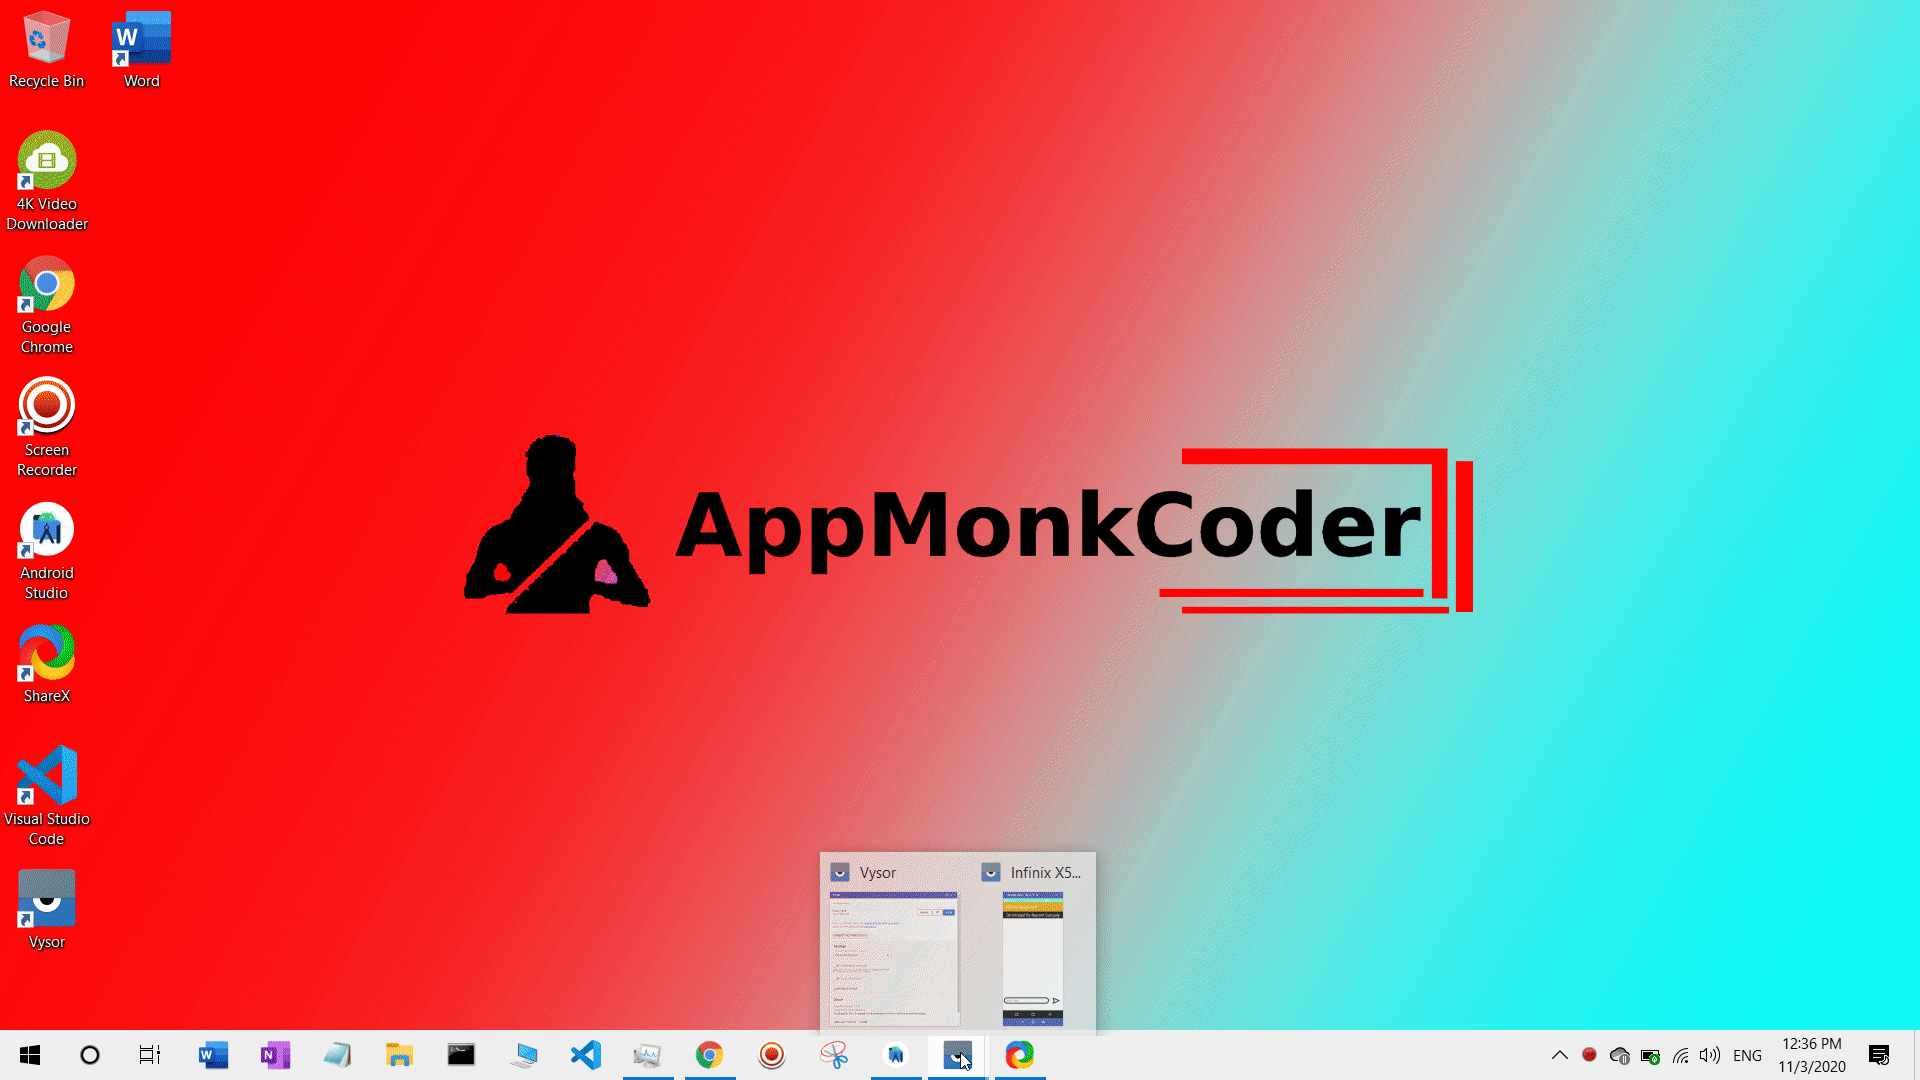 Recycle Bin
Word
4K Video
Downloader
Google
Chrome
Screen
Recorder
Android
Studio
ShareX
Visual Studio
Code
Vysor
AppMonkCoder
Vysor
Infinix X5...
ENG
12:36 PM
11/3/2020